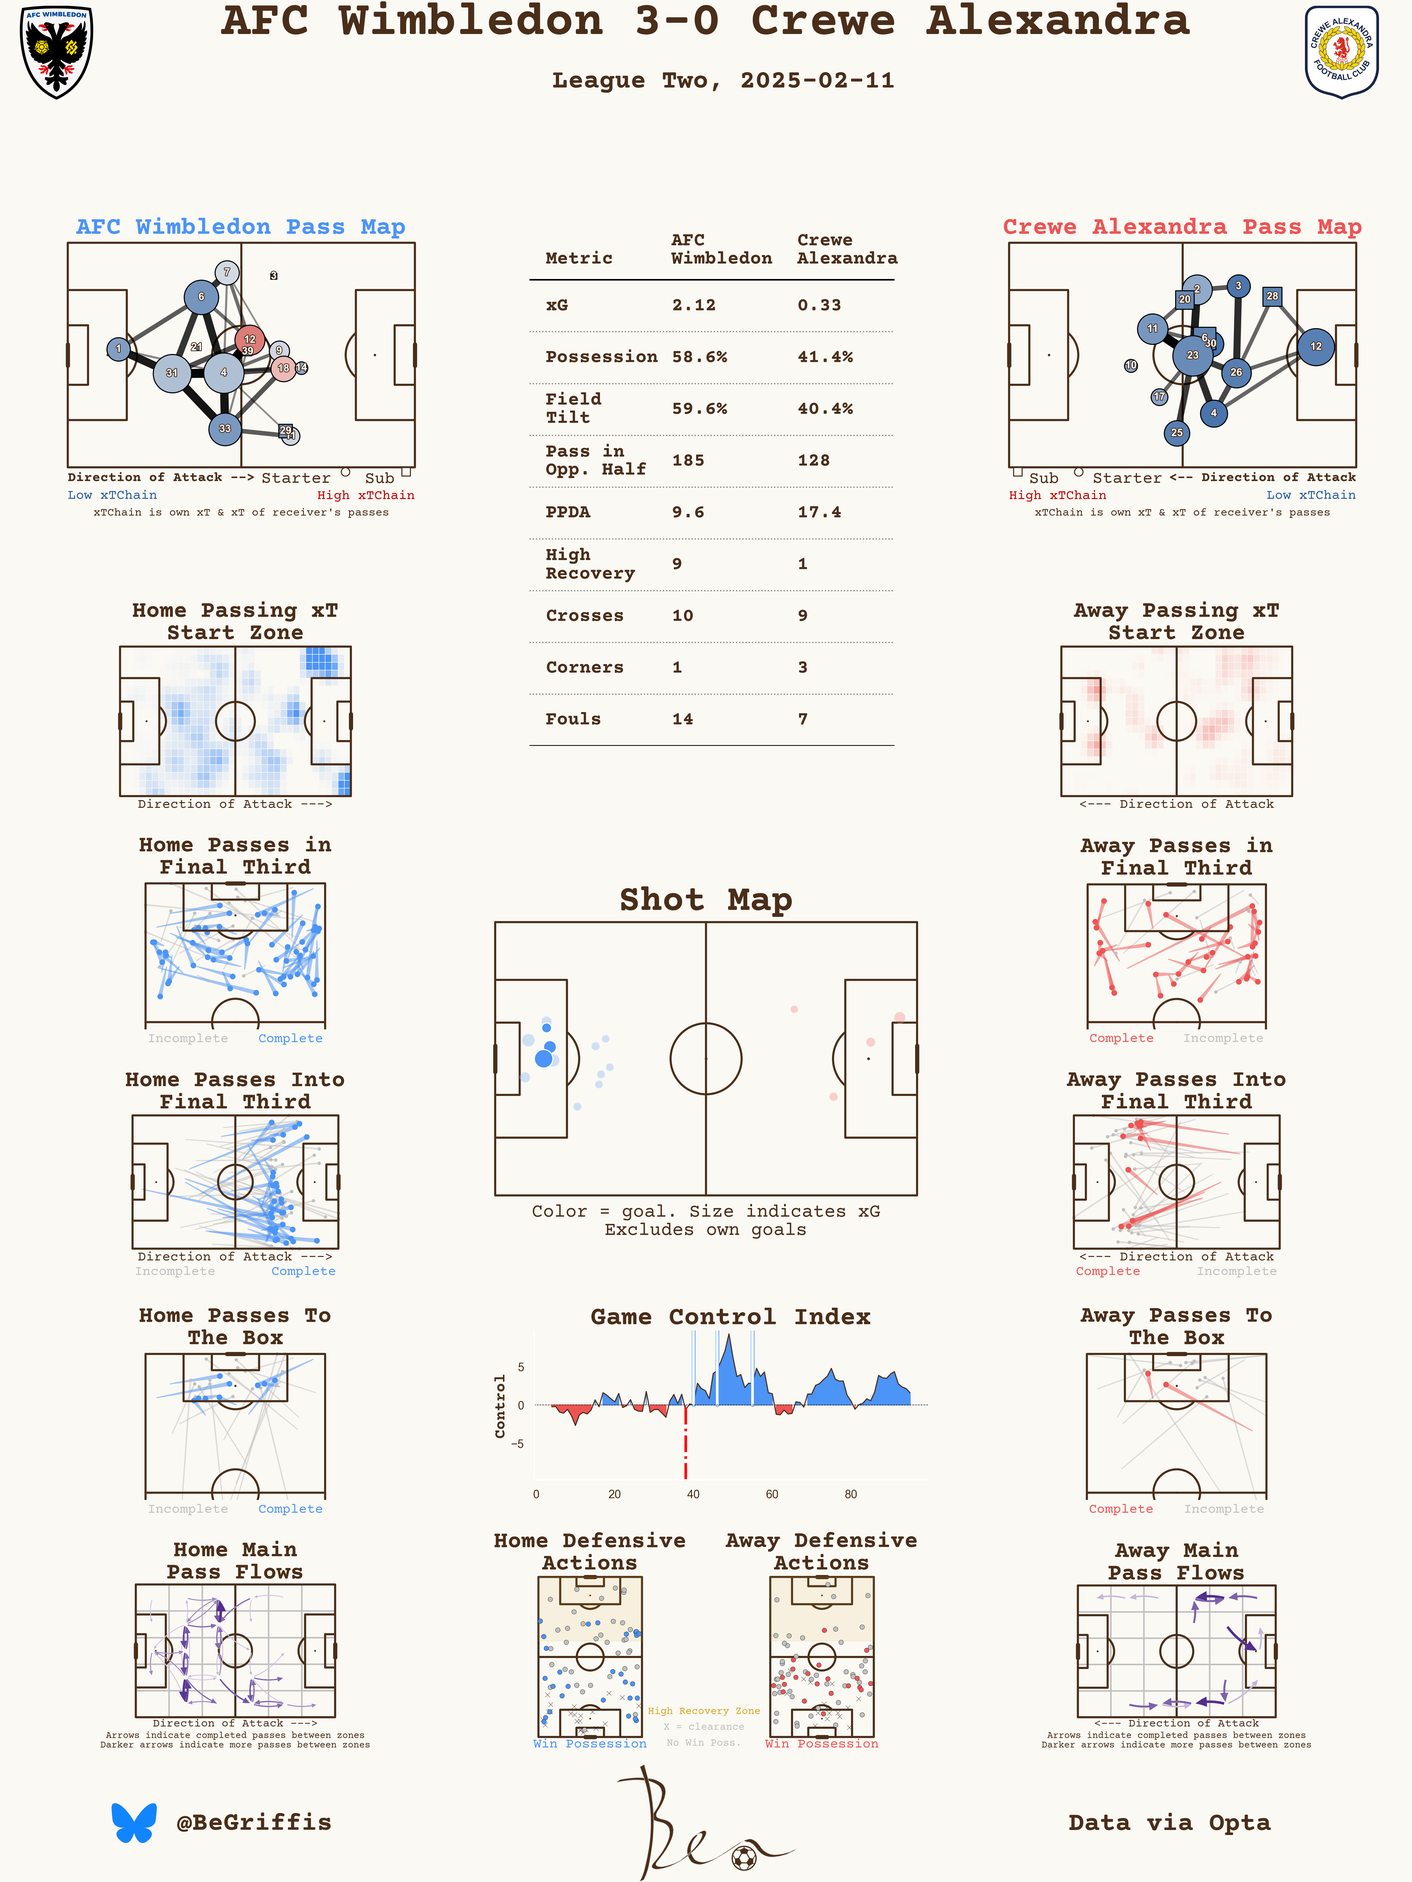 AFC Wimbledon 3-0 Crewe Alexandra
AFC WIMBLEDON
CREWE ALEXANDRA
FOOTBALL CLUB
League Two, 2025-02-11
AFC Wimbledon Pass Map
7
3
6
12
1
21
39
9
31
4
18
14
33
29
11
Direction of Attack --> Starter Sub
Low xTChain High xTChain
xTChain is own xT & xT of receiver's passes
Metric AFC Wimbledon Crewe Alexandra
xG 2.12 0.33
Possession 58.6% 41.4%
Field Tilt 59.6% 40.4%
Pass in Opp. Half 185 128
PPDA 9.6 17.4
High Recovery 9 1
Crosses 10 9
Corners 1 3
Fouls 14 7
Crewe Alexandra Pass Map
2
3
20
28
11
6
30
23
12
10
26
17
4
25
Sub Starter <-- Direction of Attack
High xTChain Low xTChain
xTChain is own xT & xT of receiver's passes
Home Passing xT
Start Zone
Direction of Attack --->
Away Passing xT
Start Zone
<--- Direction of Attack
Home Passes in
Final Third
Incomplete Complete
Away Passes in
Final Third
Complete Incomplete
Shot Map
Color = goal. Size indicates xG
Excludes own goals
Home Passes Into
Final Third
Direction of Attack --->
Incomplete Complete
Away Passes Into
Final Third
<--- Direction of Attack
Complete Incomplete
Game Control Index
Control
5
0
−5
0 20 40 60 80
Home Passes To
The Box
Incomplete Complete
Away Passes To
The Box
Complete Incomplete
Home Main
Pass Flows
Direction of Attack --->
Arrows indicate completed passes between zones
Darker arrows indicate more passes between zones
Home Defensive
Actions
Win Possession
Away Defensive
Actions
Win Possession
High Recovery Zone
X = clearance
No Win Poss.
Away Main
Pass Flows
<--- Direction of Attack
Arrows indicate completed passes between zones
Darker arrows indicate more passes between zones
@BeGriffis
Ben
Data via Opta